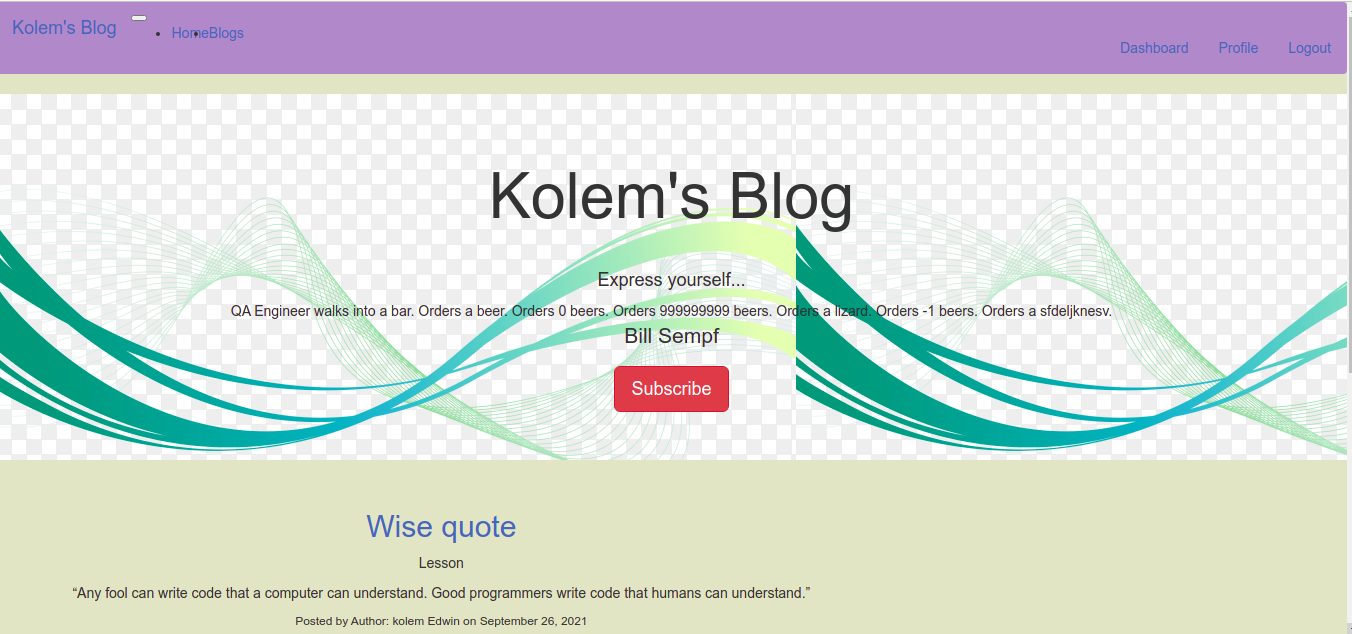 Kolem's Blog
HomeBlogs
Dashboard Profile Logout
Kolem's Blog
Express yourself...
QA Engineer walks into a bar. Orders a beer. Orders 0 beers. Orders 999999999 beers. Orders a lizard. Orders -1 beers. Orders a sfdeljknesv.
Bill Sempf
Subscribe
Wise quote
Lesson
“Any fool can write code that a computer can understand. Good programmers write code that humans can understand.”
Posted by Author: kolem Edwin on September 26, 2021